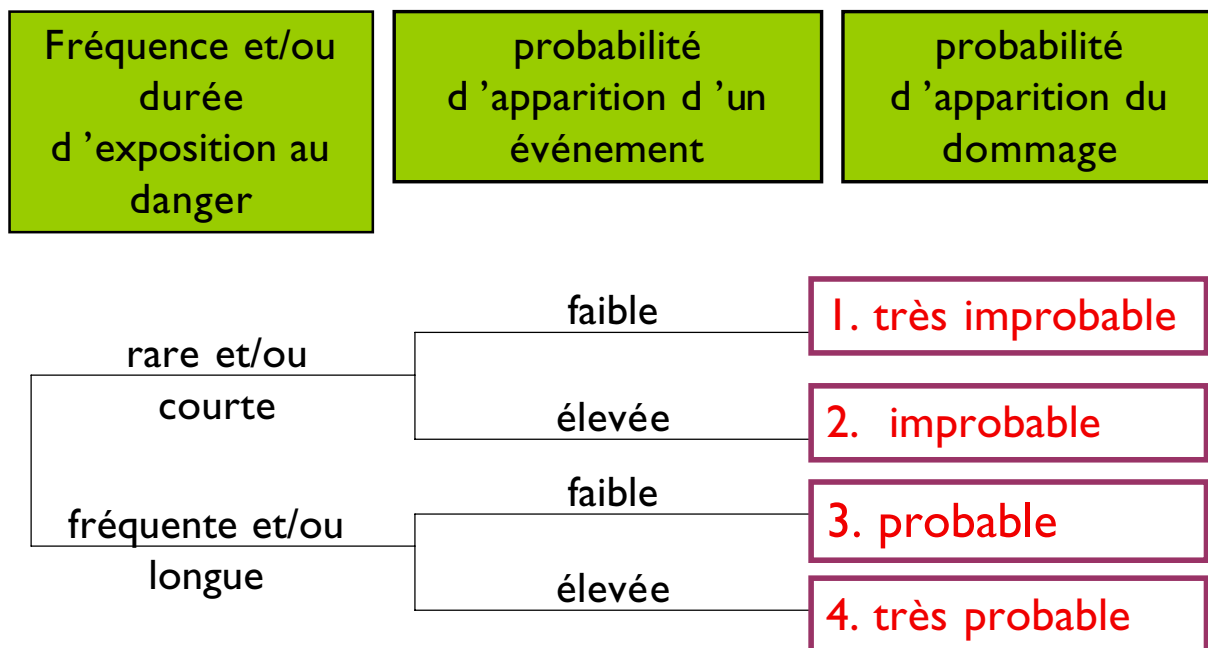 Fréquence et/ou
durée
d ’exposition au
danger
probabilité
d ’apparition d ’un
événement
probabilité
d ’apparition du
dommage
rare et/ou
courte
faible
1. très improbable
élevée
2. improbable
fréquente et/ou
longue
faible
3. probable
élevée
4. très probable